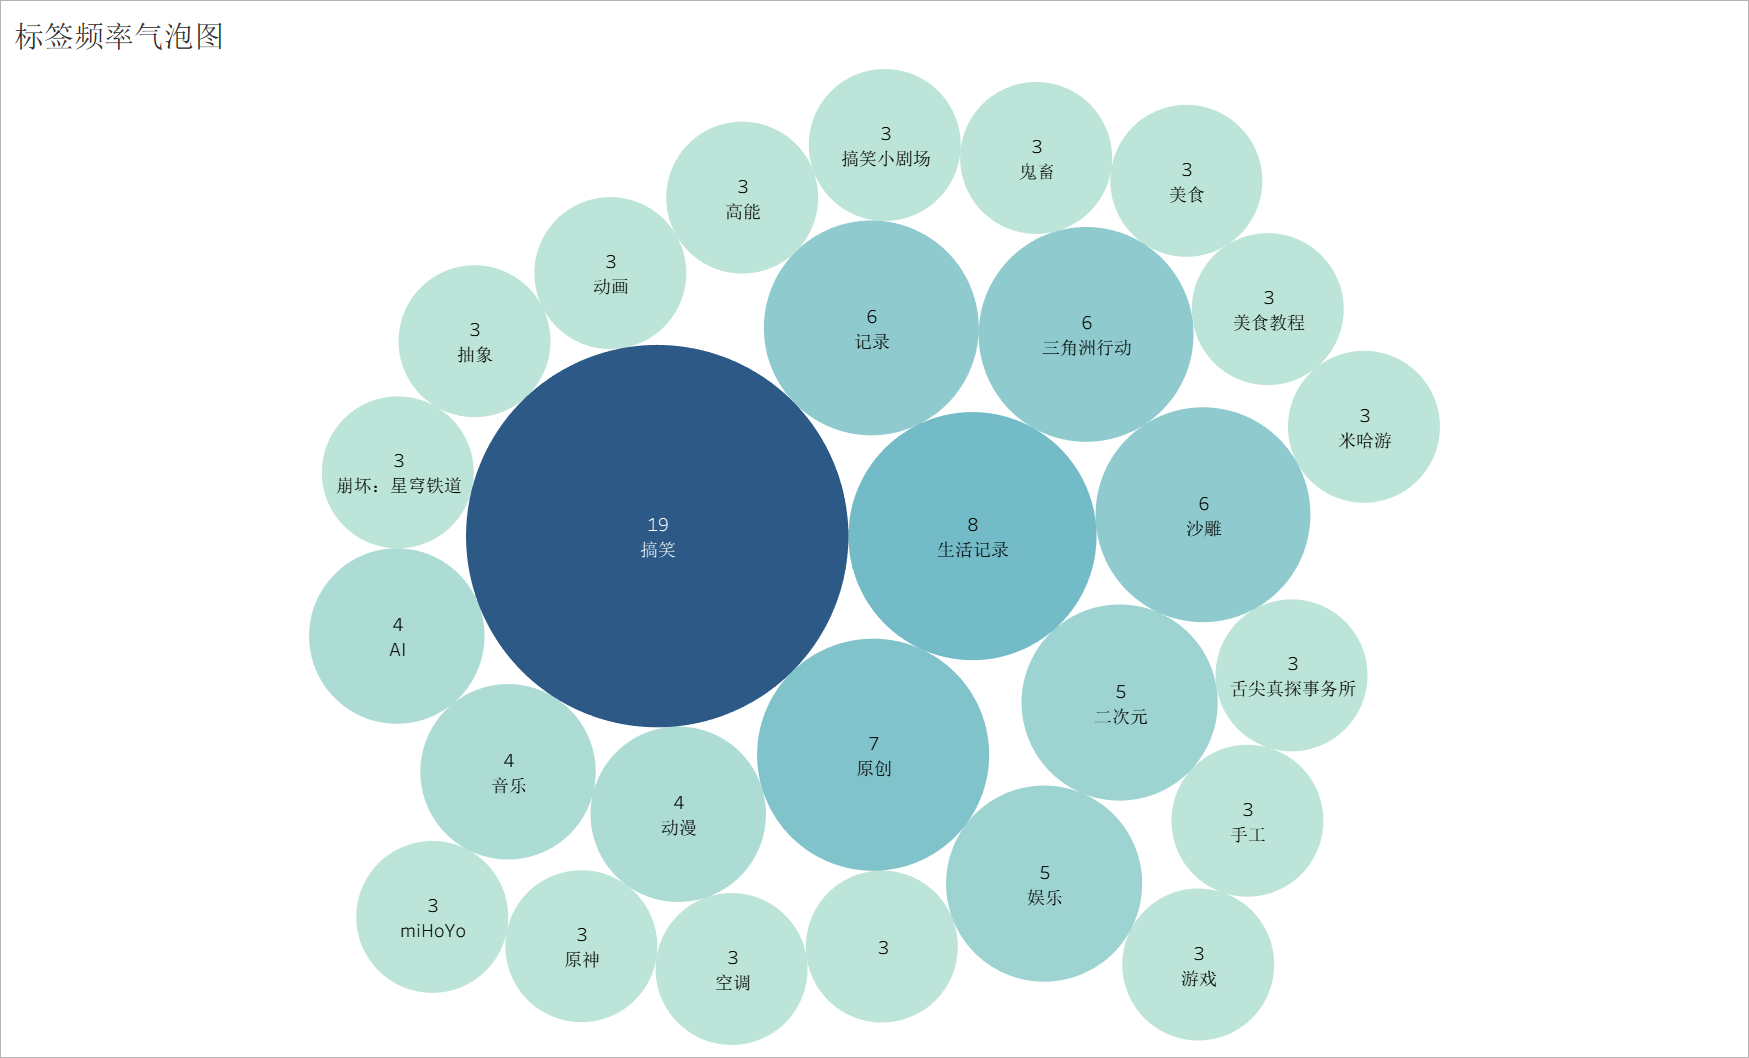 标签频率气泡图
3
搞笑小剧场
3
鬼畜
3
美食
3
高能
3
动画
3
美食教程
6
记录
6
三角洲行动
3
抽象
3
米哈游
3
崩坏：星穹铁道
19
搞笑
8
生活记录
6
沙雕
4
AI
3
舌尖真探事务所
5
二次元
7
原创
4
音乐
4
动漫
3
手工
5
娱乐
3
miHoYo
3
原神
3
空调
3
3
游戏